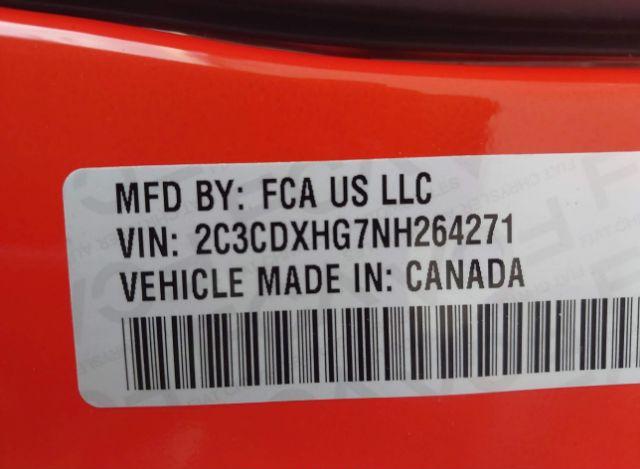 MFD BY: FCA US LLC
VIN: 2C3CDXHG7NH264271
VEHICLE MADE IN: CANADA